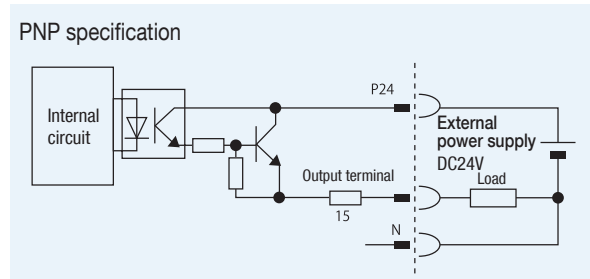 PNP specification
P24
Internal
circuit
External
power supply
DC24V
Output terminal
Load
15
N